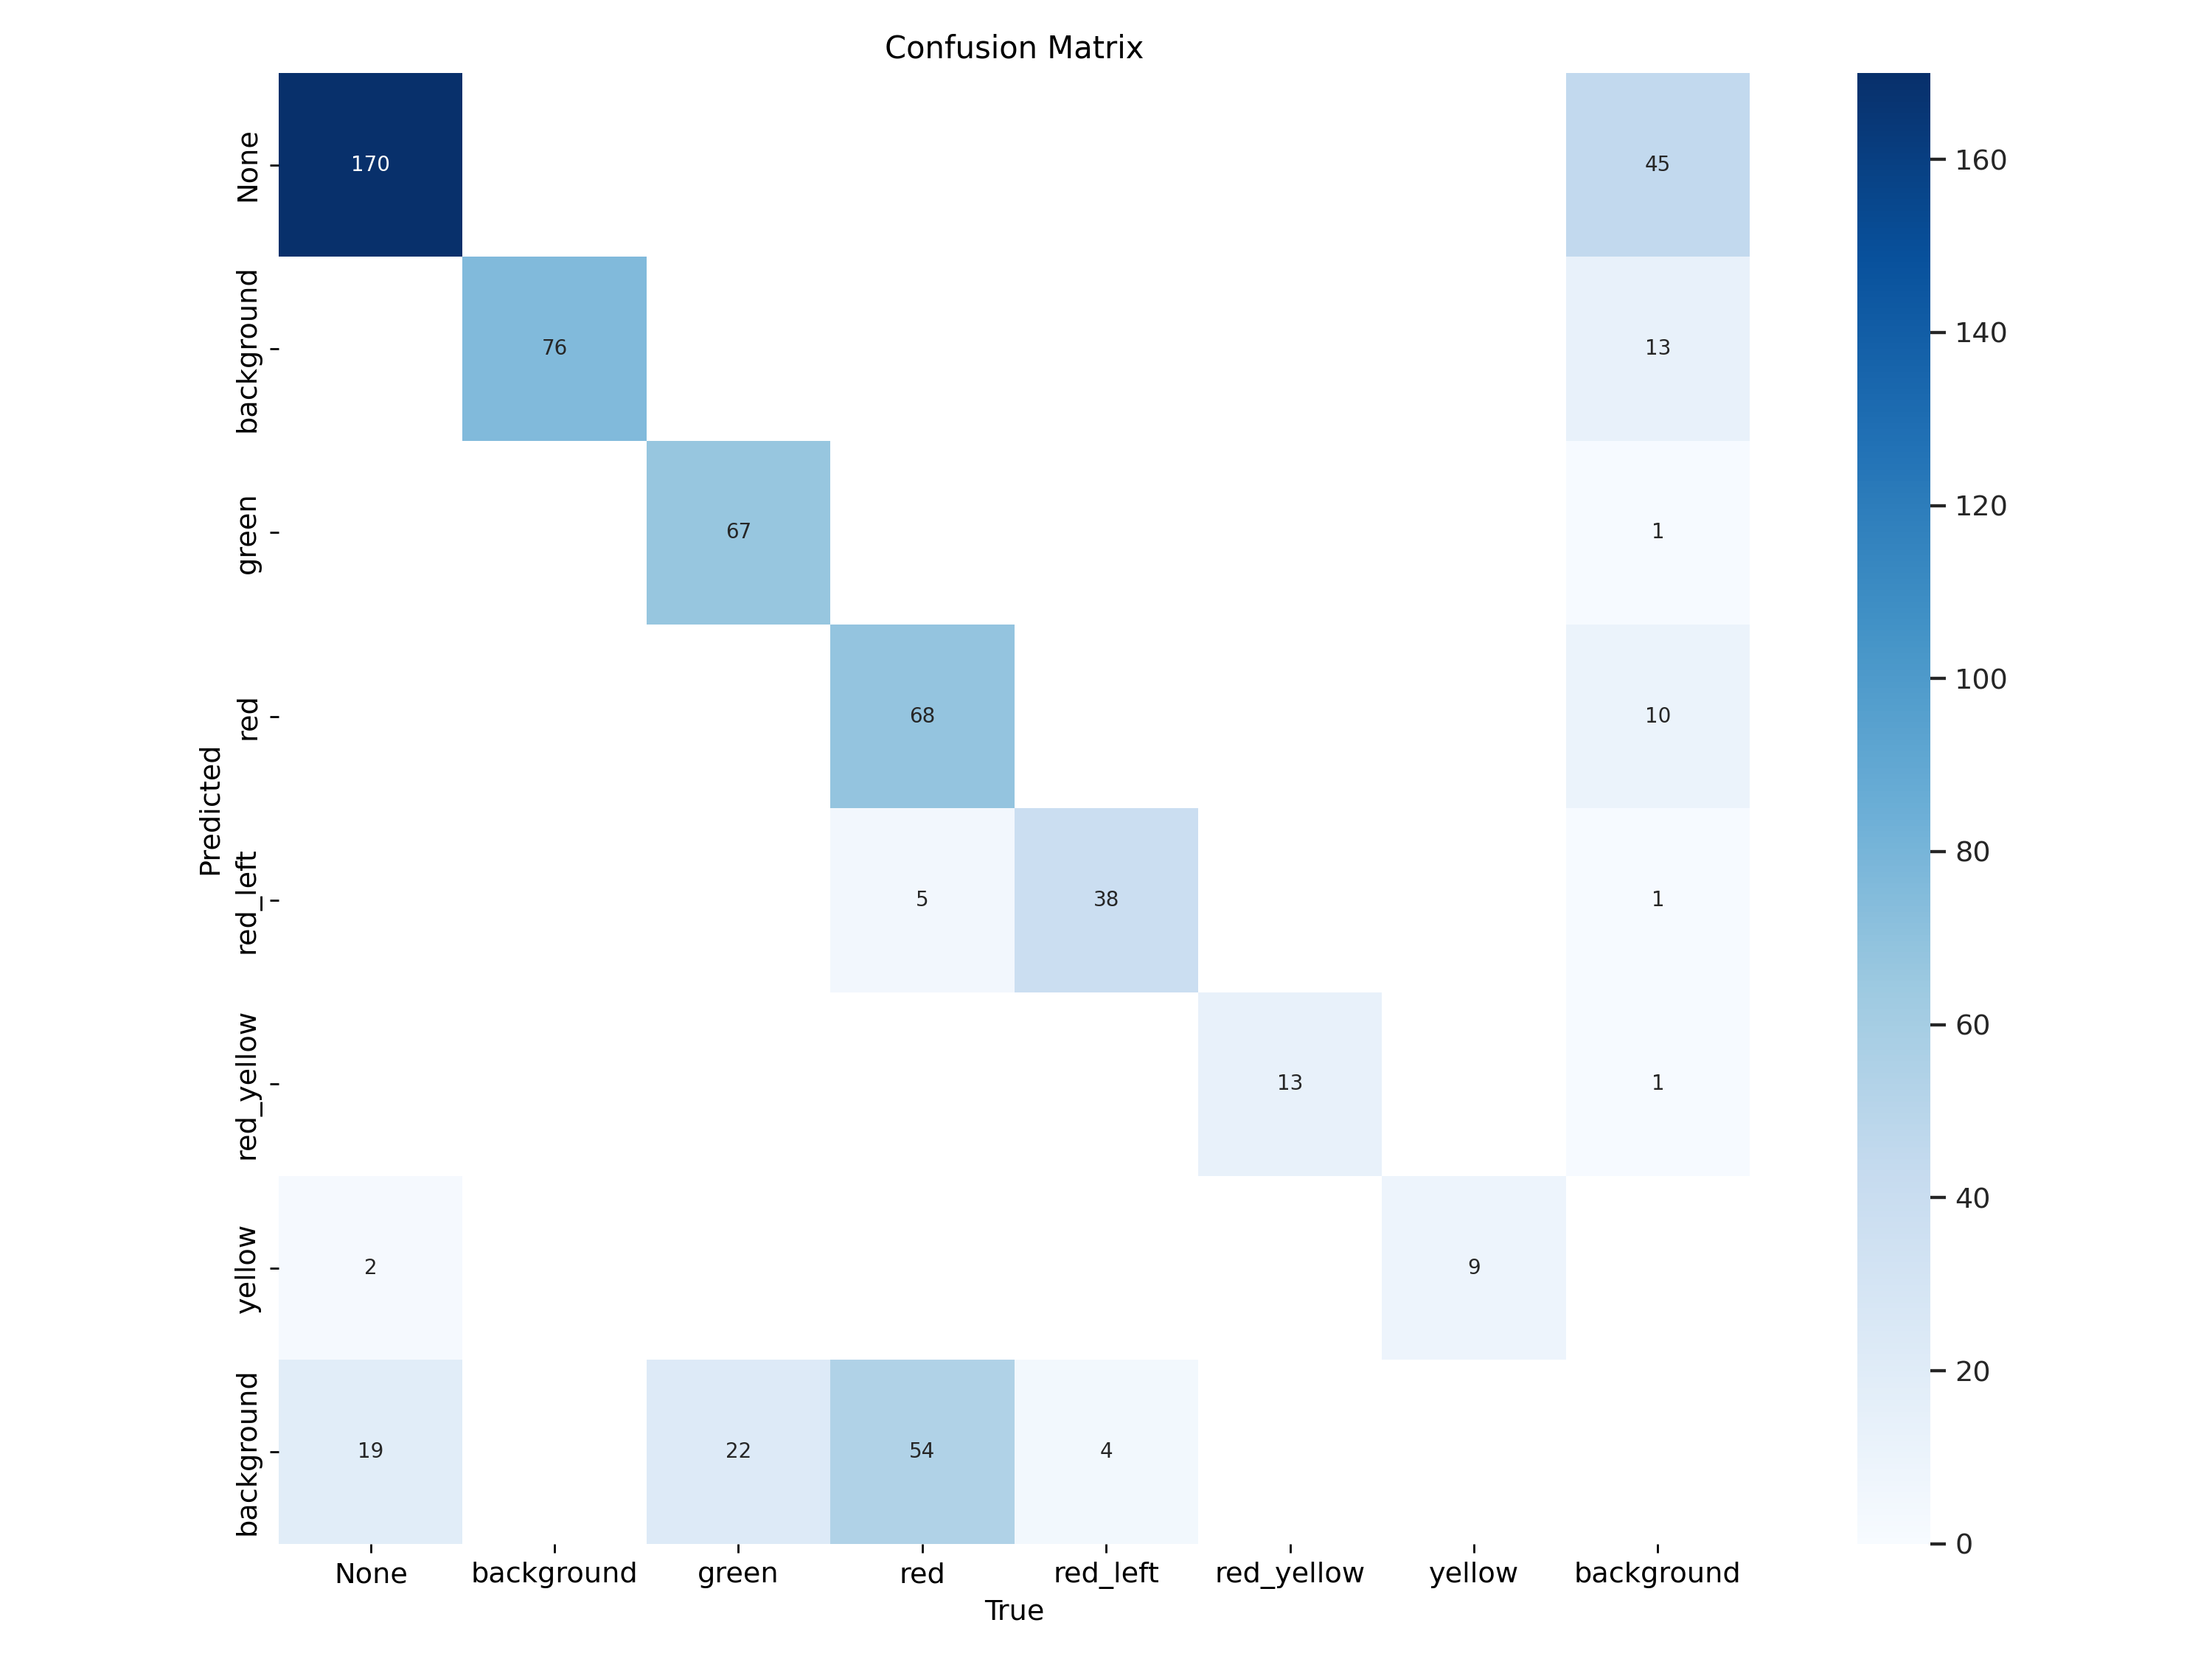 Confusion Matrix
None 170 45 160
background 76 13 140
green 67 1 120
red 68 10 100
Predicted
red_left 5 38 1 80
red_yellow 13 1 60
yellow 2 9 40
background 19 22 54 4 20
0
None background green red red_left red_yellow yellow background
True